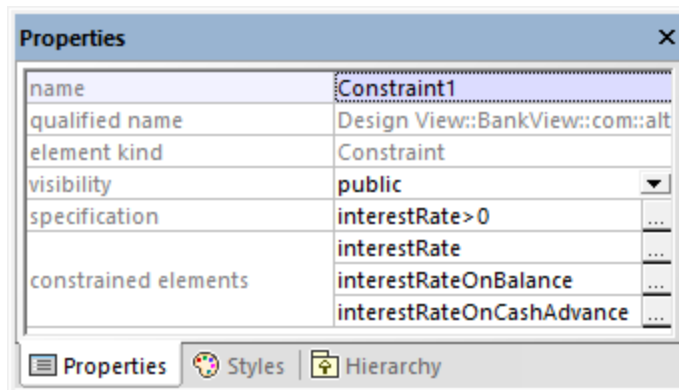 Properties
name Constraint1
qualified name Design View::BankView::com::alt
element kind Constraint
visibility public
specification interestRate>0 ...
interestRate ...
constrained elements interestRateOnBalance ...
interestRateOnCashAdvance ...
Properties Styles Hierarchy